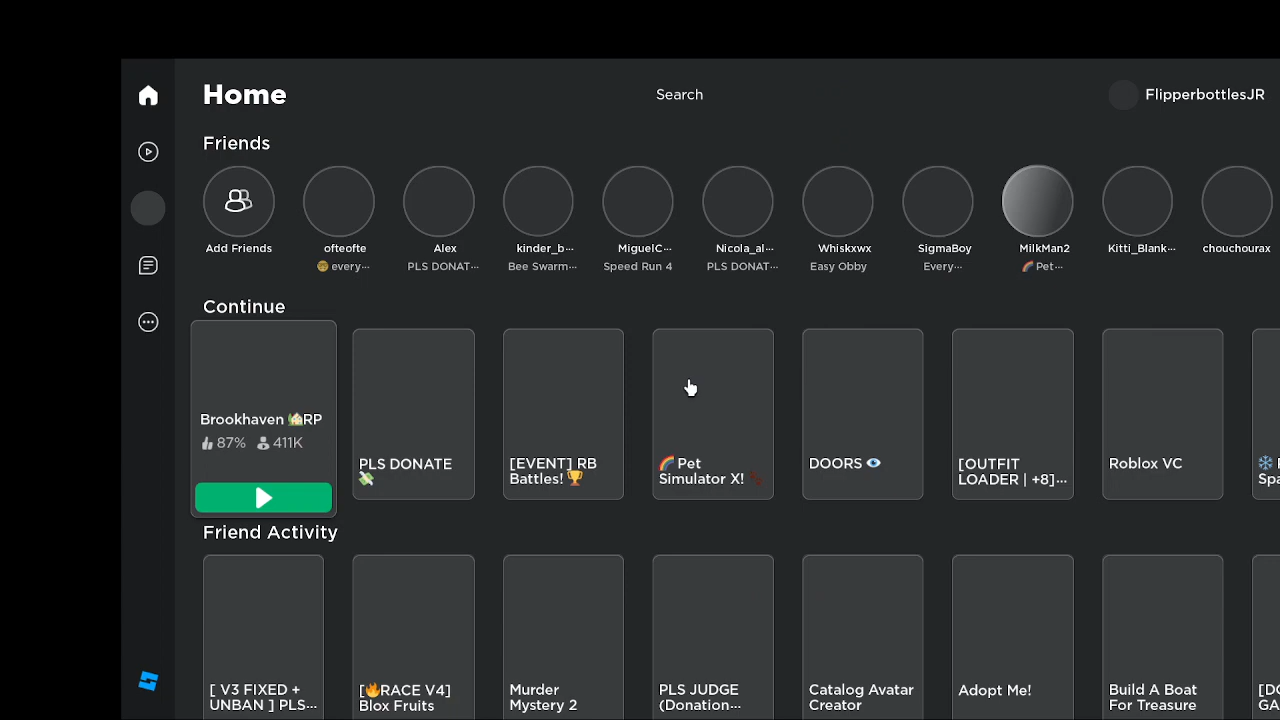 Home
Search
FlipperbottlesJR
Friends
Add Friends
ofteofte
🤓 every...
Alex
PLS DONAT...
kinder_b...
Bee Swarm...
MiguelC...
Speed Run 4
Nicola_al...
PLS DONAT...
Whiskxwx
Easy Obby
SigmaBoy
Every...
MilkMan2
🌈 Pet...
Kitti_Blank...
chouchourax
Continue
Brookhaven 🏡RP
87% 411K
PLS DONATE
💸
[EVENT] RB
Battles! 🏆
🌈Pet
Simulator X!
DOORS 👁️
[OUTFIT
LOADER | +8]...
Roblox VC
Friend Activity
[ V3 FIXED +
UNBAN ] PLS...
[🔥RACE V4]
Blox Fruits
Murder
Mystery 2
PLS JUDGE
(Donation...
Catalog Avatar
Creator
Adopt Me!
Build A Boat
For Treasure